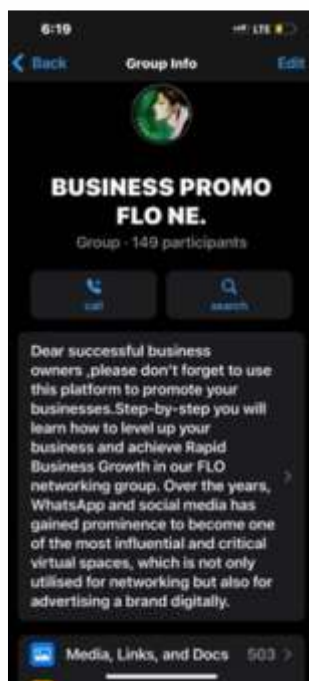 6:19 LTE
Back Group Info Edit
BUSINESS PROMO
FLO NE.
Group · 149 participants
call search
Dear successful business
owners ,please don't forget to use
this platform to promote your
businesses.Step-by-step you will
learn how to level up your
business and achieve Rapid
Business Growth in our FLO
networking group. Over the years,
WhatsApp and social media has
gained prominence to become one
of the most influential and critical
virtual spaces, which is not only
utilised for networking but also for
advertising a brand digitally.
Media, Links, and Docs 503